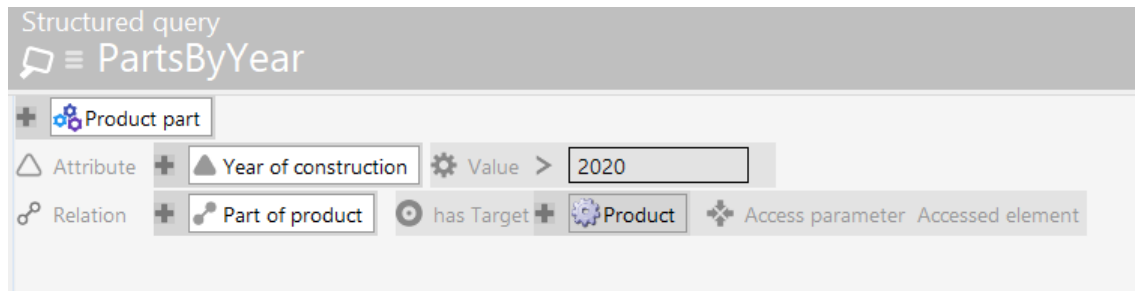 Structured query
PartsByYear
Product part
Attribute Year of construction Value > 2020
Relation Part of product has Target Product Access parameter Accessed element